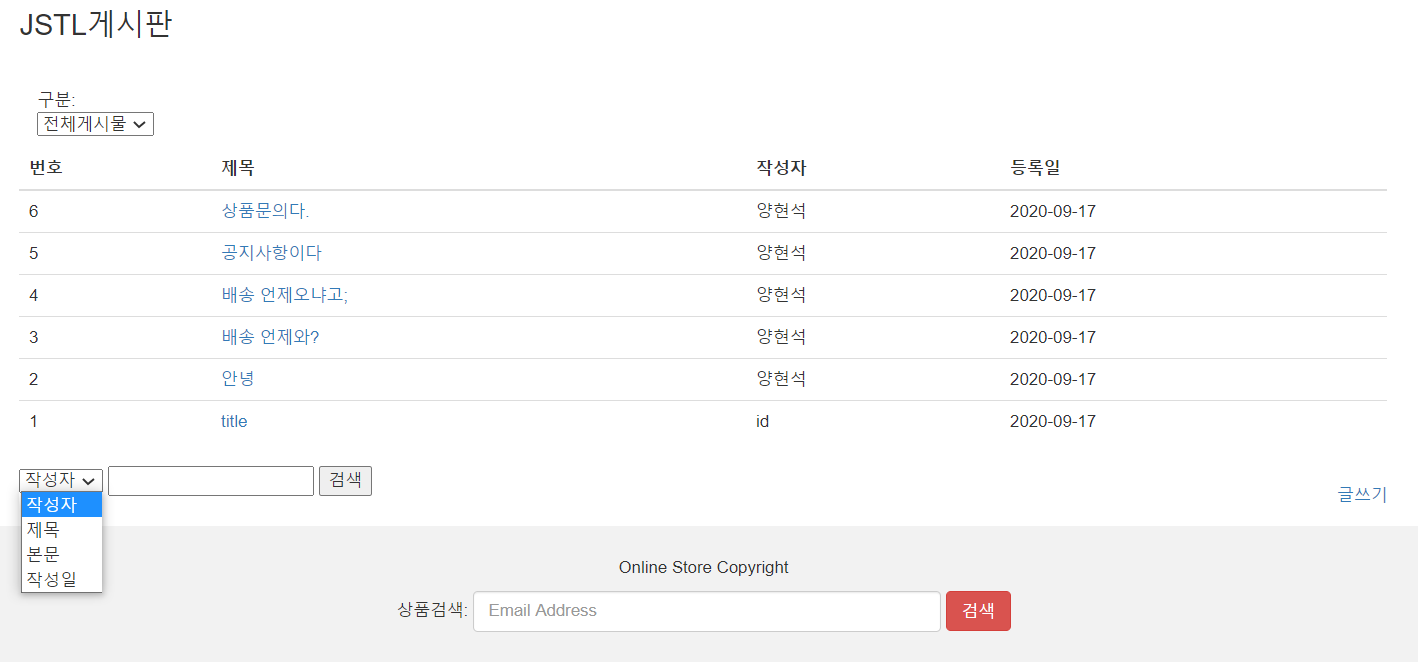 JSTL게시판
구분:
전체게시물
번호 제목 작성자 등록일
6 상품문의다. 양현석 2020-09-17
5 공지사항이다 양현석 2020-09-17
4 배송 언제오냐고; 양현석 2020-09-17
3 배송 언제와? 양현석 2020-09-17
2 안녕 양현석 2020-09-17
1 title id 2020-09-17
작성자 검색
글쓰기
작성자
제목
본문
작성일
Online Store Copyright
상품검색: Email Address 검색